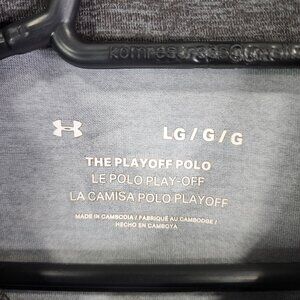 LG / G / G
THE PLAYOFF POLO
LE POLO PLAY-OFF
LA CAMISA POLO PLAYOFF
MADE IN CAMBODIA / FABRIQUÉ AU CAMBODGE /
HECHO EN CAMBOYA